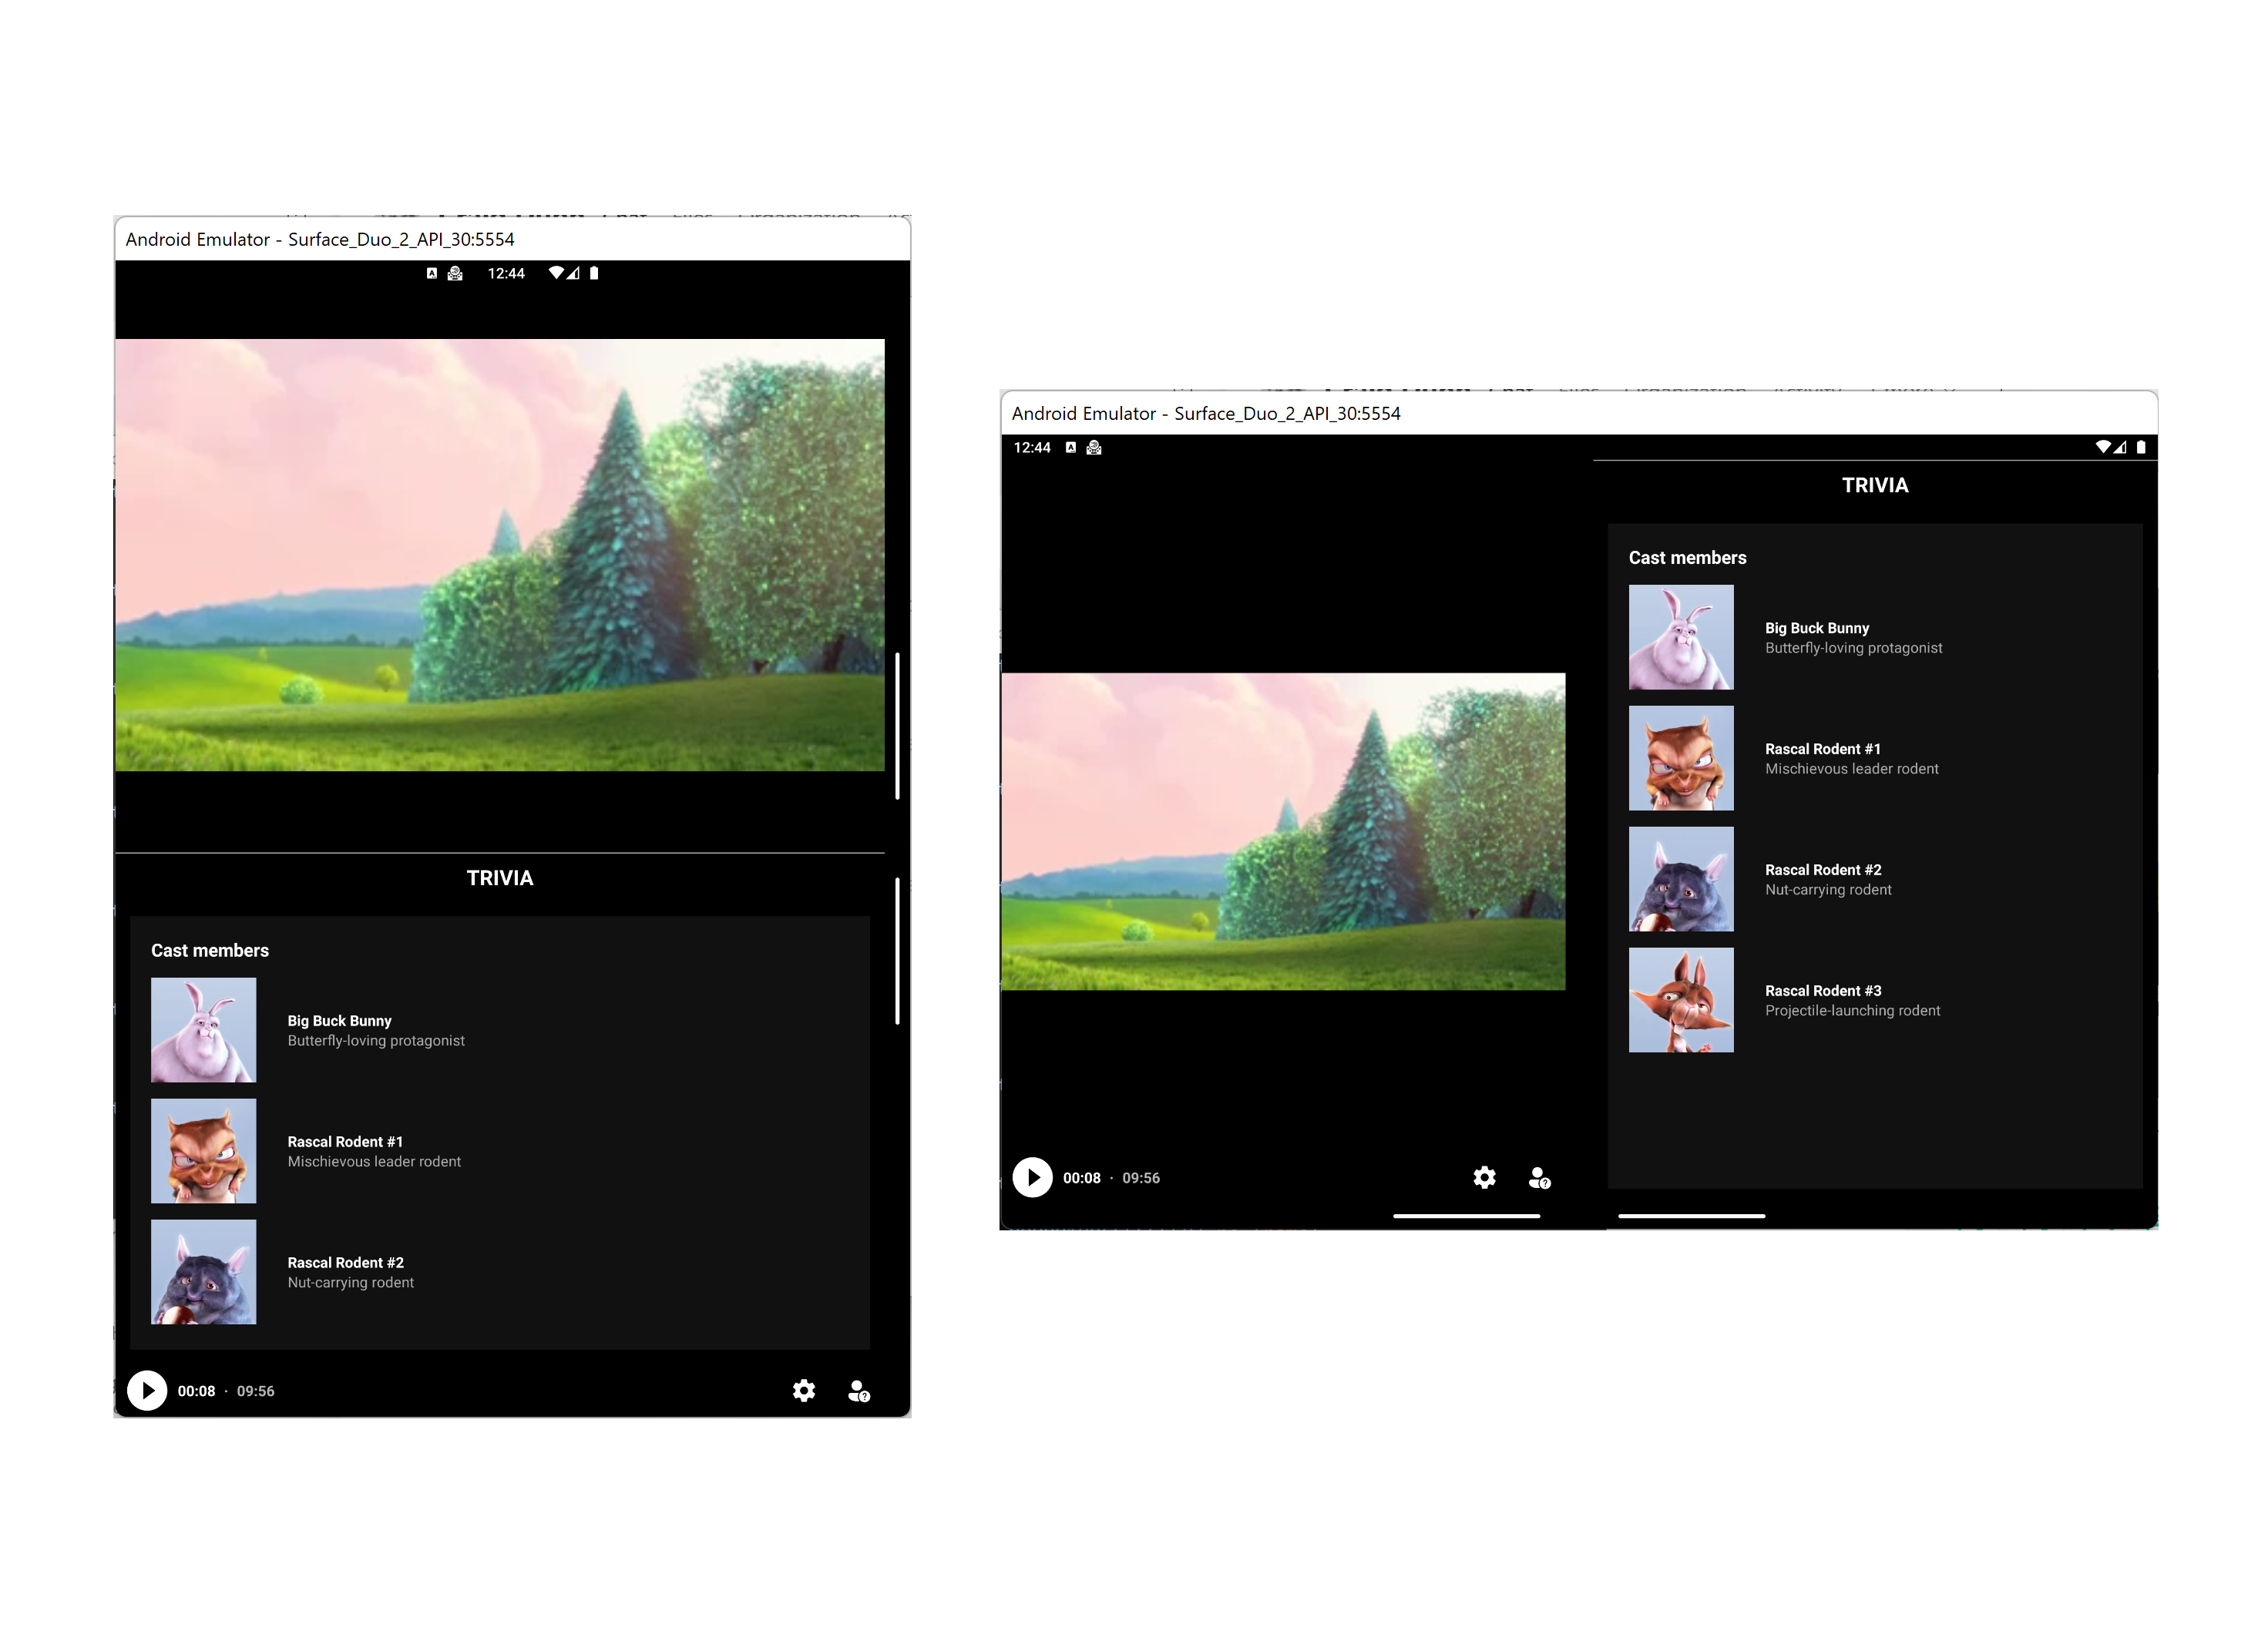 Android Emulator - Surface_Duo_2_API_30:5554
12:44
TRIVIA
Cast members
Big Buck Bunny
Butterfly-loving protagonist
Rascal Rodent #1
Mischievous leader rodent
Rascal Rodent #2
Nut-carrying rodent
00:08 · 09:56
Android Emulator - Surface_Duo_2_API_30:5554
12:44
TRIVIA
Cast members
Big Buck Bunny
Butterfly-loving protagonist
Rascal Rodent #1
Mischievous leader rodent
Rascal Rodent #2
Nut-carrying rodent
Rascal Rodent #3
Projectile-launching rodent
00:08 · 09:56